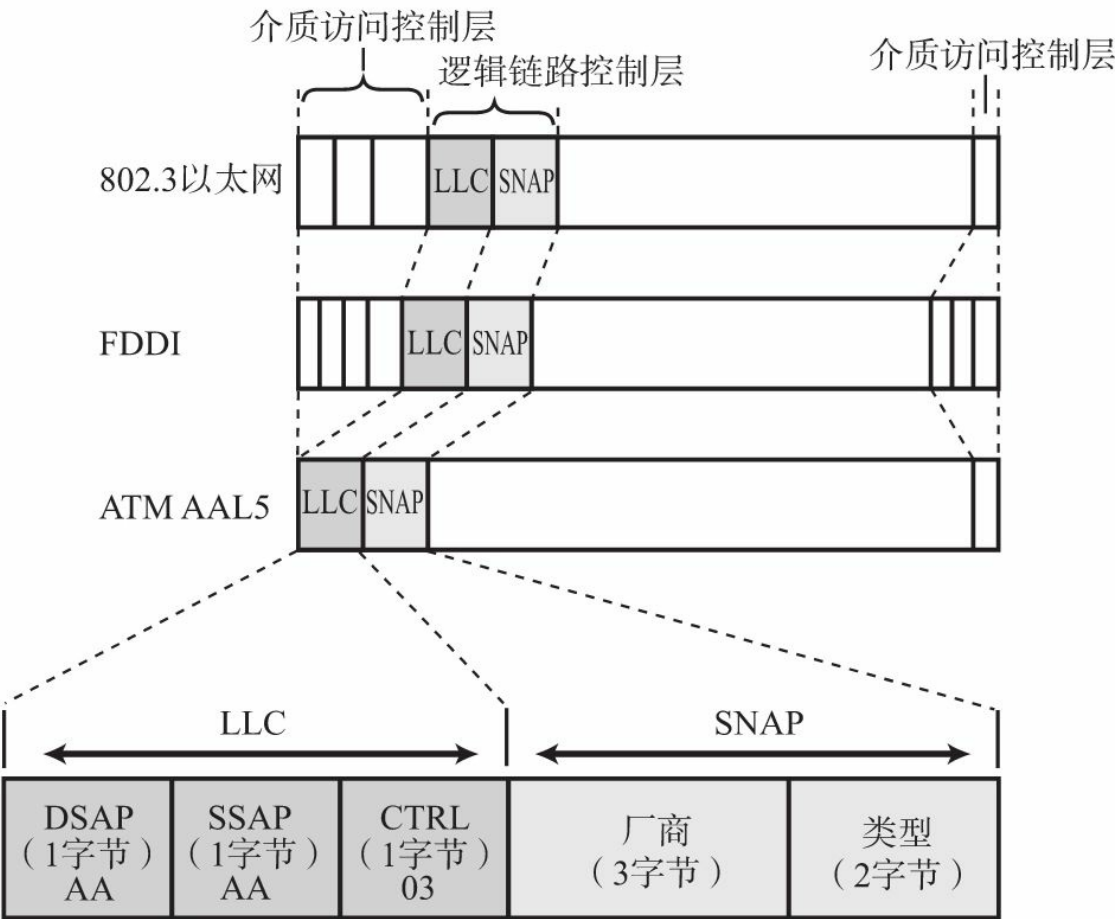 介质访问控制层
逻辑链路控制层
介质访问控制层
802.3以太网
LLC
SNAP
FDDI
LLC
SNAP
ATM AAL5
LLC
SNAP
LLC
SNAP
DSAP
（1字节）
AA
SSAP
（1字节）
AA
CTRL
（1字节）
03
厂商
（3字节）
类型
（2字节）